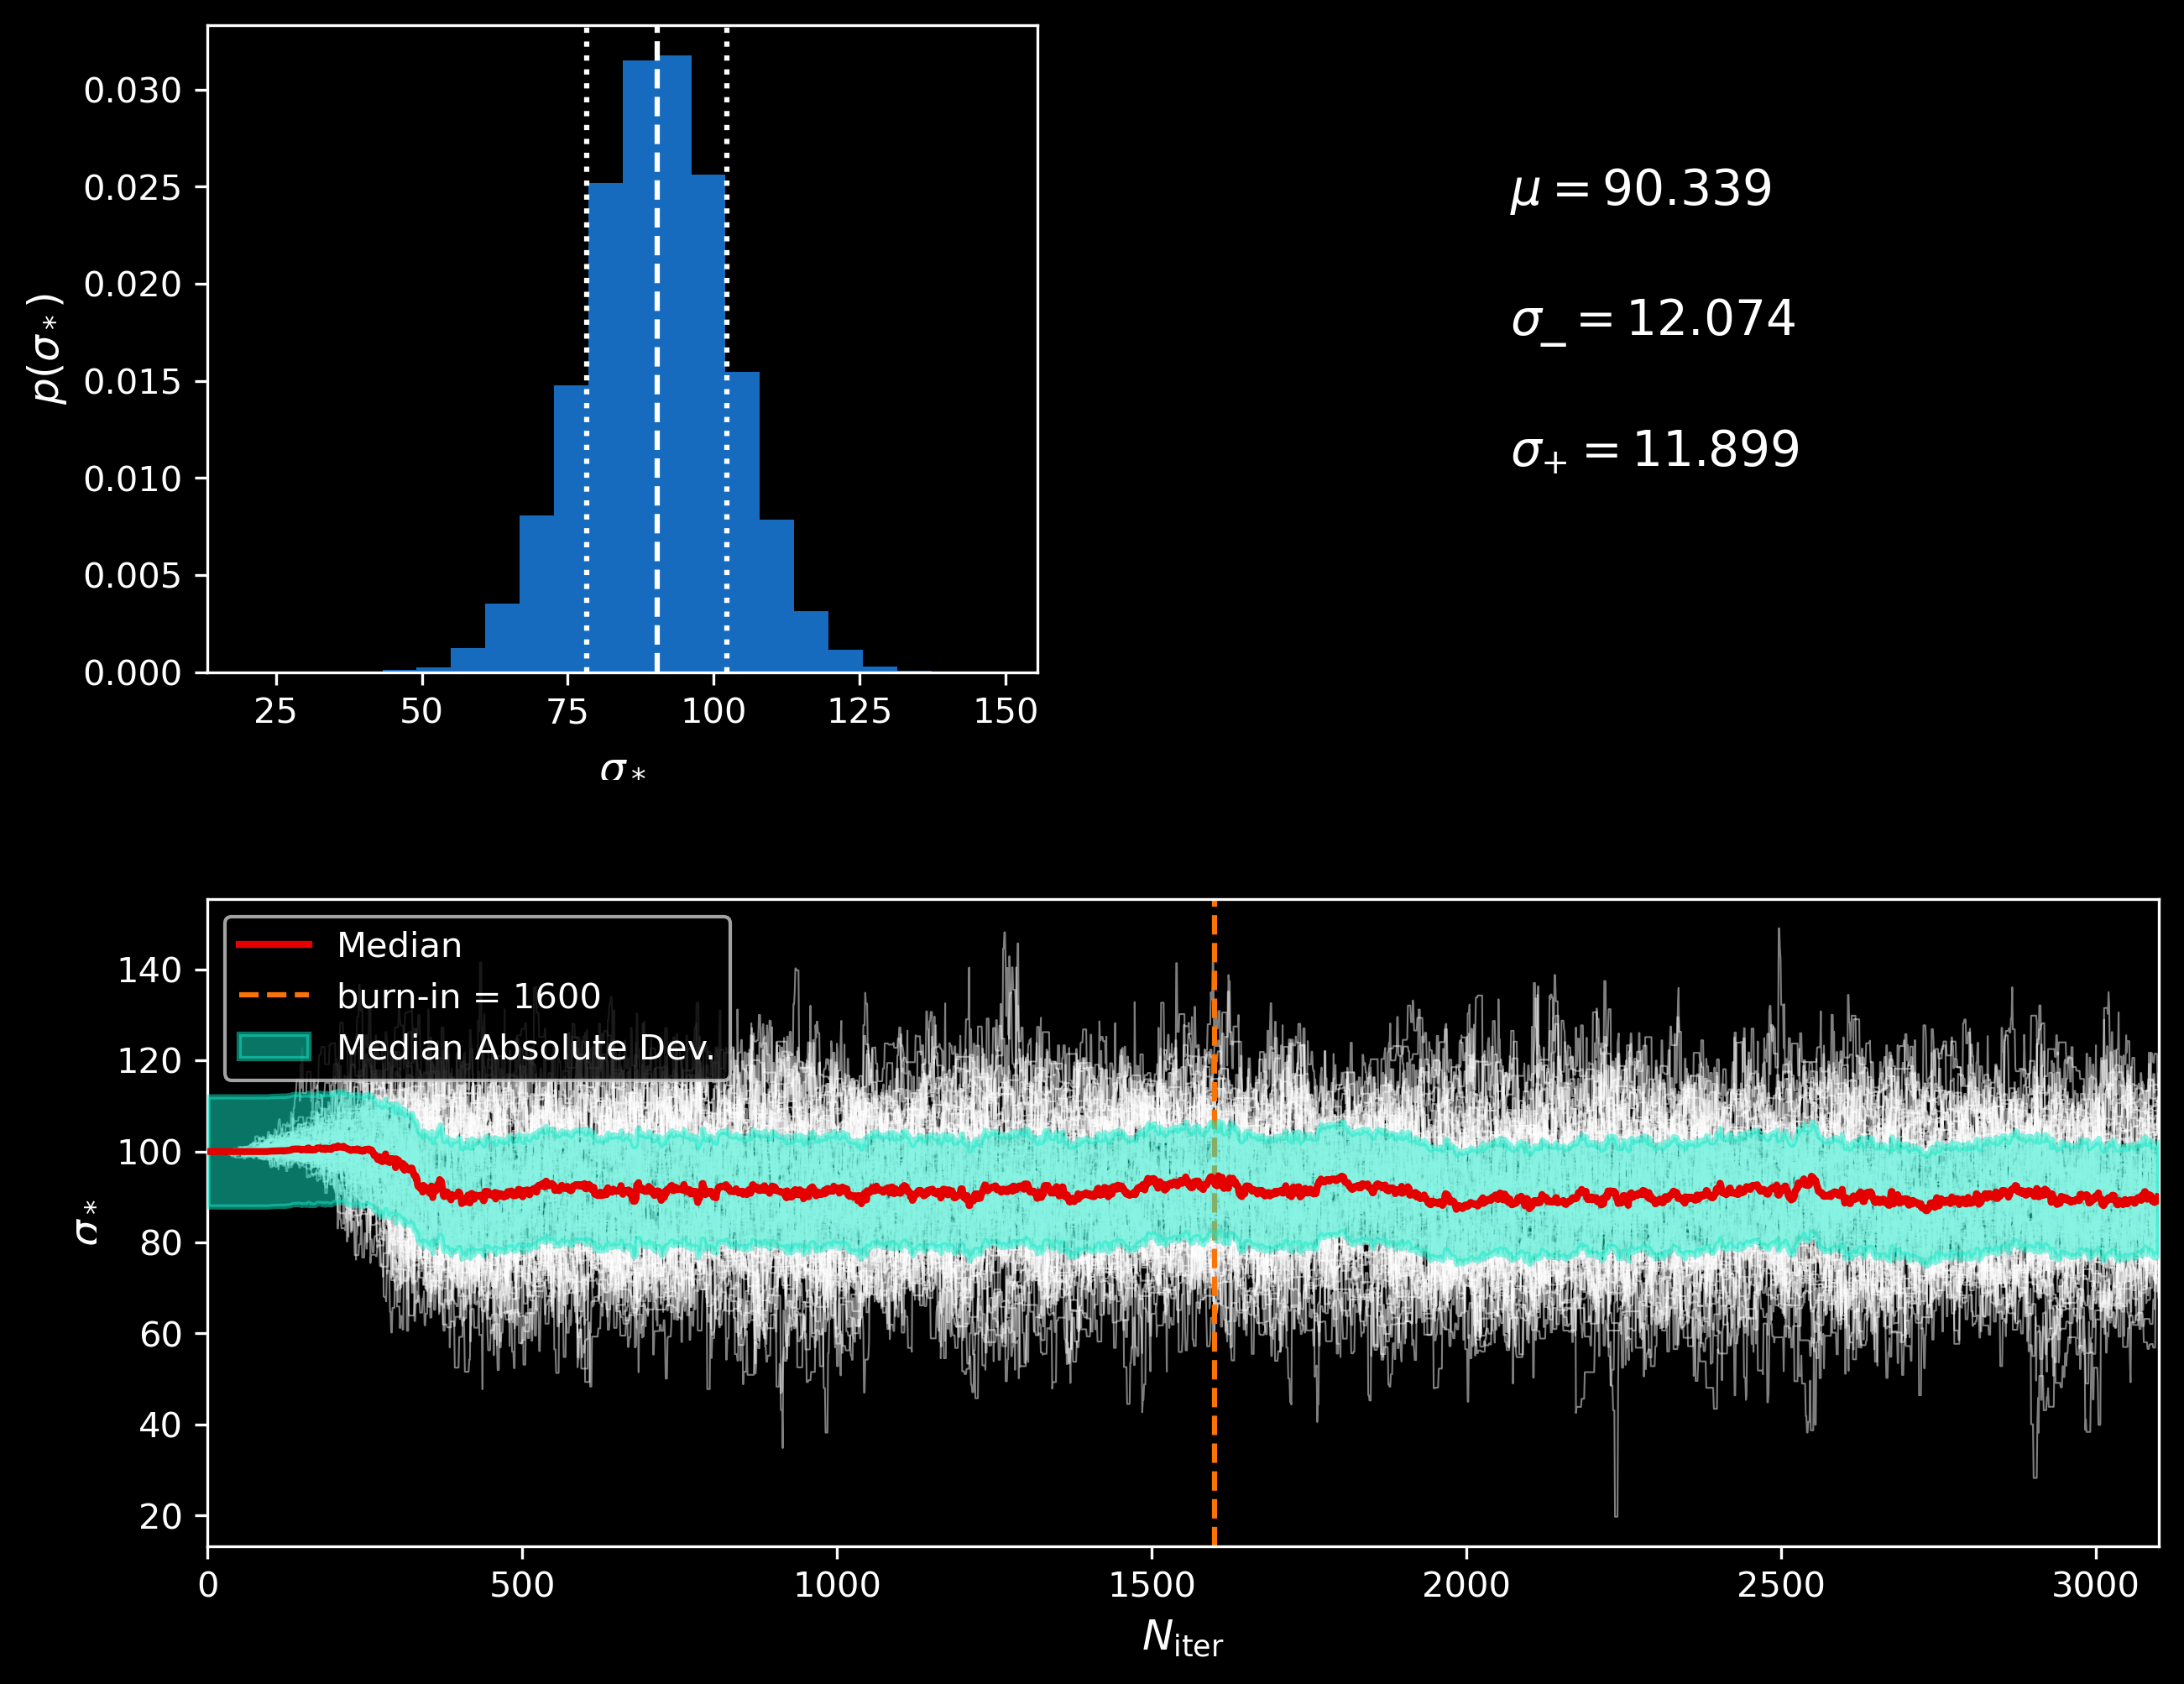 0.030
0.025
0.020
0.015
0.010
0.005
0.000
p(σ*)
25 50 75 100 125 150
σ*
μ = 90.339
σ_ = 12.074
σ+ = 11.899
Median
burn-in = 1600
Median Absolute Dev.
140
120
100
80
60
40
20
σ*
0 500 1000 1500 2000 2500 3000
N_iter